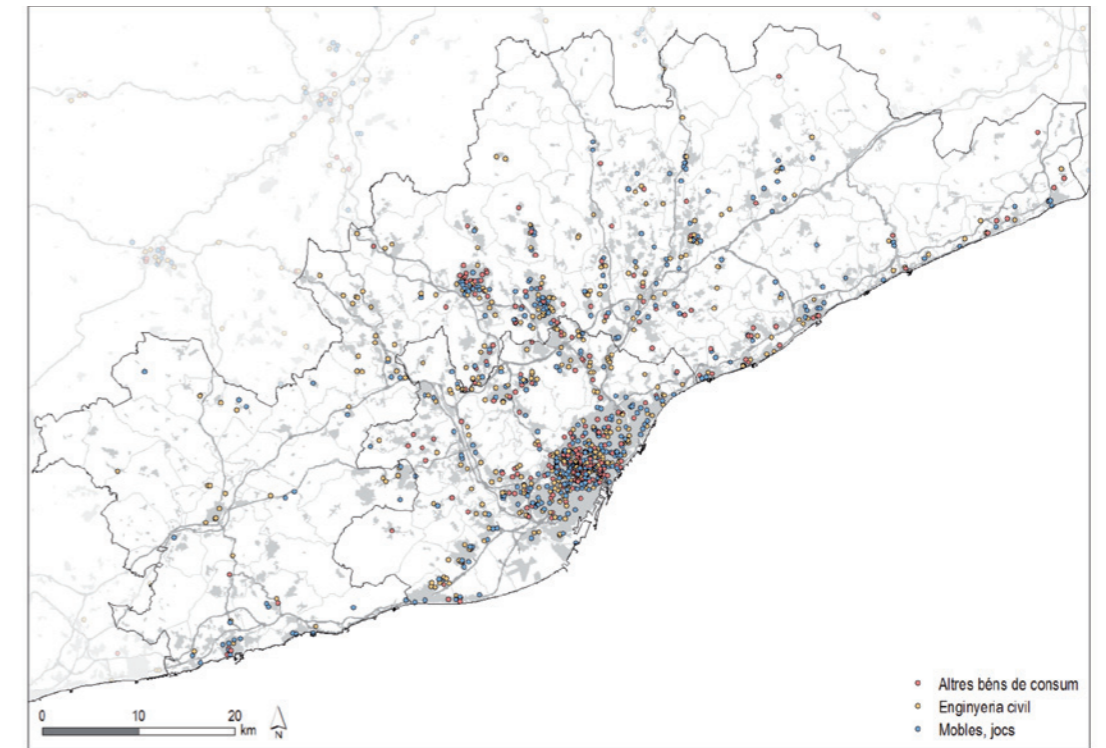 Altres béns de consum
Enginyeria civil
Mobles, jocs
0 10 20
km
N